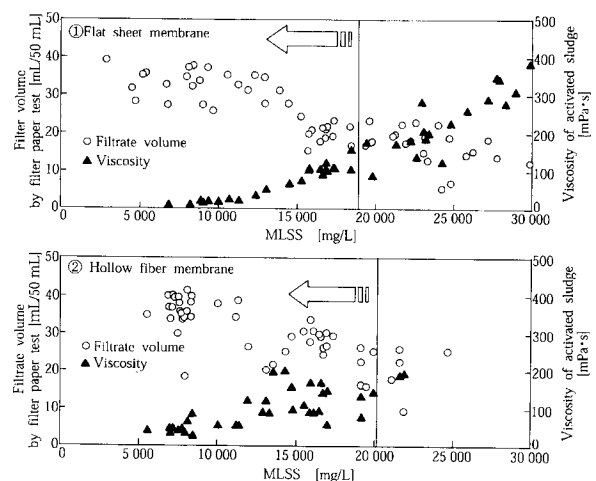 ①Flat sheet membrane
Filter volume
by filter paper test [mL/50 mL]
50
40
30
20
10
0
○ Filtrate volume
▲ Viscosity
500
400
300
200
100
0
Viscosity of activated sludge
[mPa·s]
0 5 000 10 000 15 000 20 000 25 000 30 000
MLSS [mg/L]
② Hollow fiber membrane
Filtrate volume
by filter paper test [mL/50 mL]
50
40
30
20
10
0
○ Filtrate volume
▲ Viscosity
500
400
300
200
100
0
Viscosity of activated sludge
[mPa·s]
0 5 000 10 000 15 000 20 000 25 000 30 000
MLSS [mg/L]